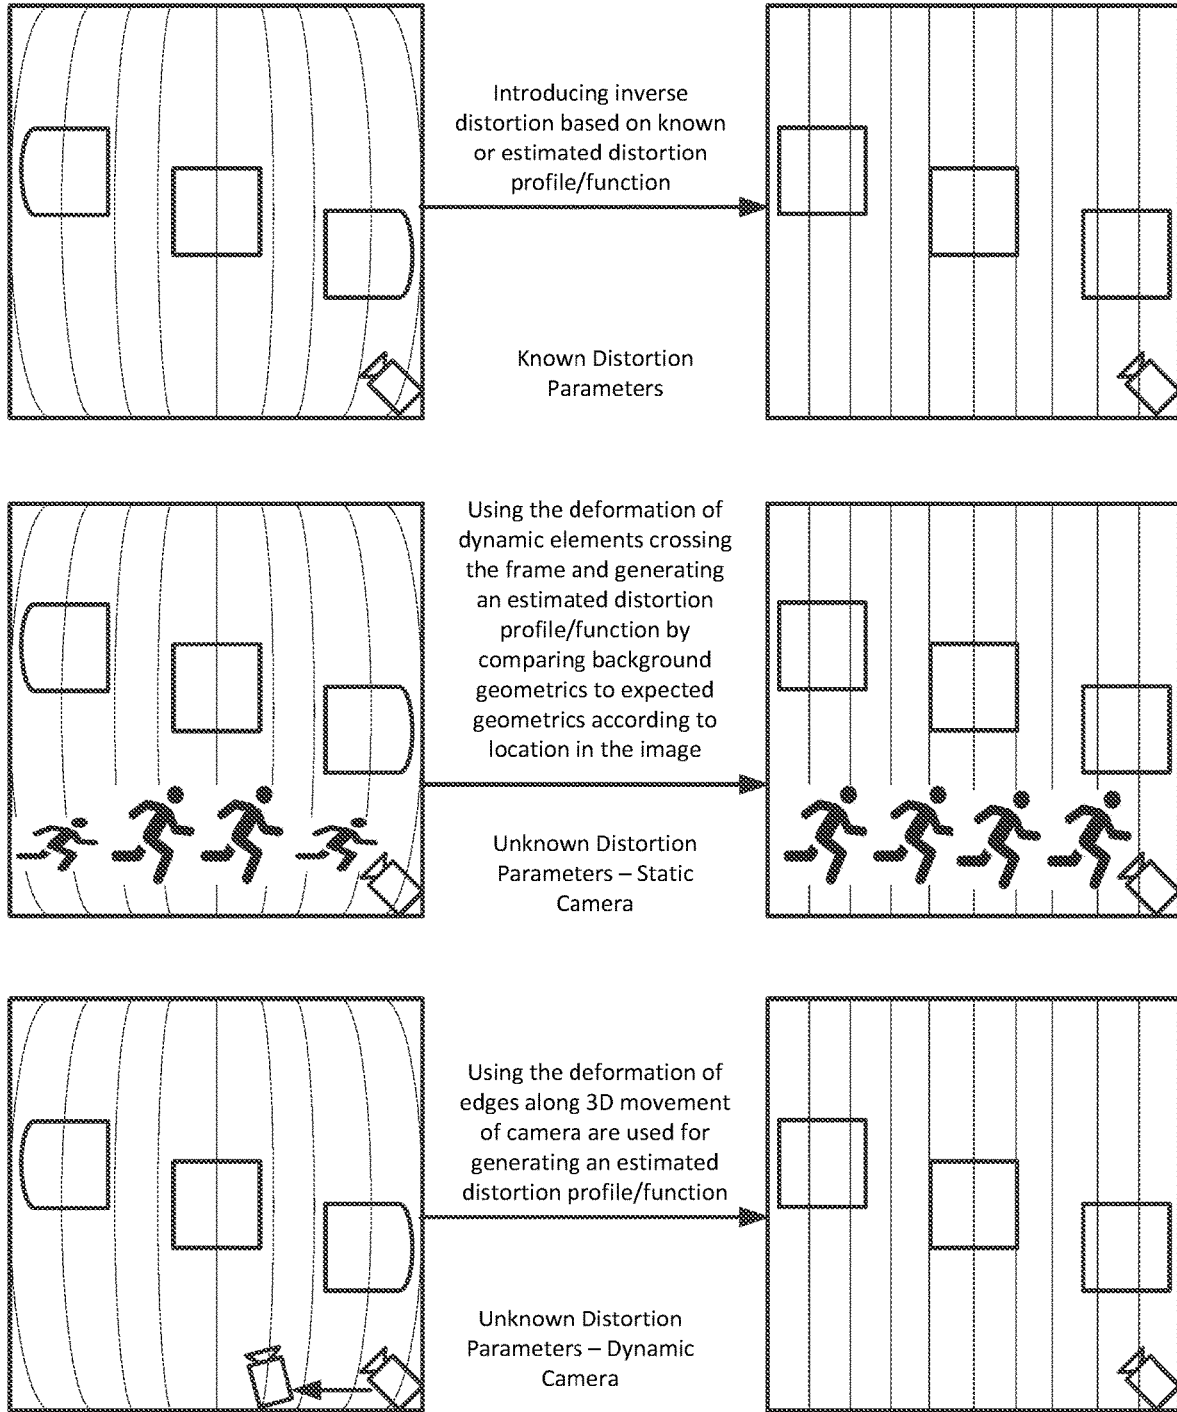 Introducing inverse
distortion based on known
or estimated distortion
profile/function
Known Distortion
Parameters
Using the deformation of
dynamic elements crossing
the frame and generating
an estimated distortion
profile/function by
comparing background
geometrics to expected
geometrics according to
location in the image
Unknown Distortion
Parameters – Static
Camera
Using the deformation of
edges along 3D movement
of camera are used for
generating an estimated
distortion profile/function
Unknown Distortion
Parameters – Dynamic
Camera